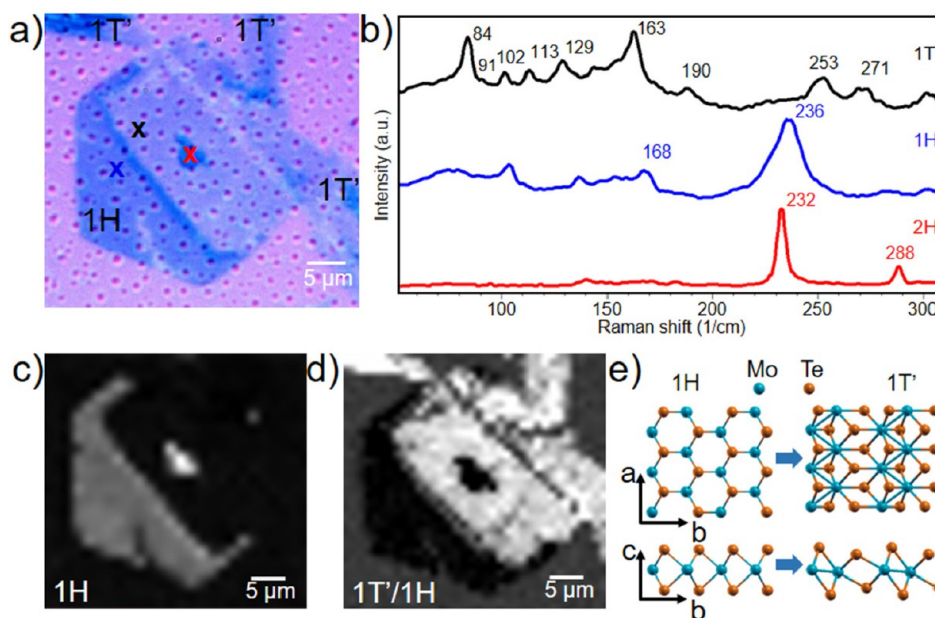 a)
1T’
1T’
x
x
x
1T’
1H
5 µm
b)
84
91
102
113
129
163
190
253
271
1T’
236
168
1H
232
288
2H
Intensity (a.u.)
100 150 200 250 300
Raman shift (1/cm)
c)
1H
5 µm
d)
1T’/1H
5 µm
e)
1H
Mo
Te
1T’
a
b
c
b